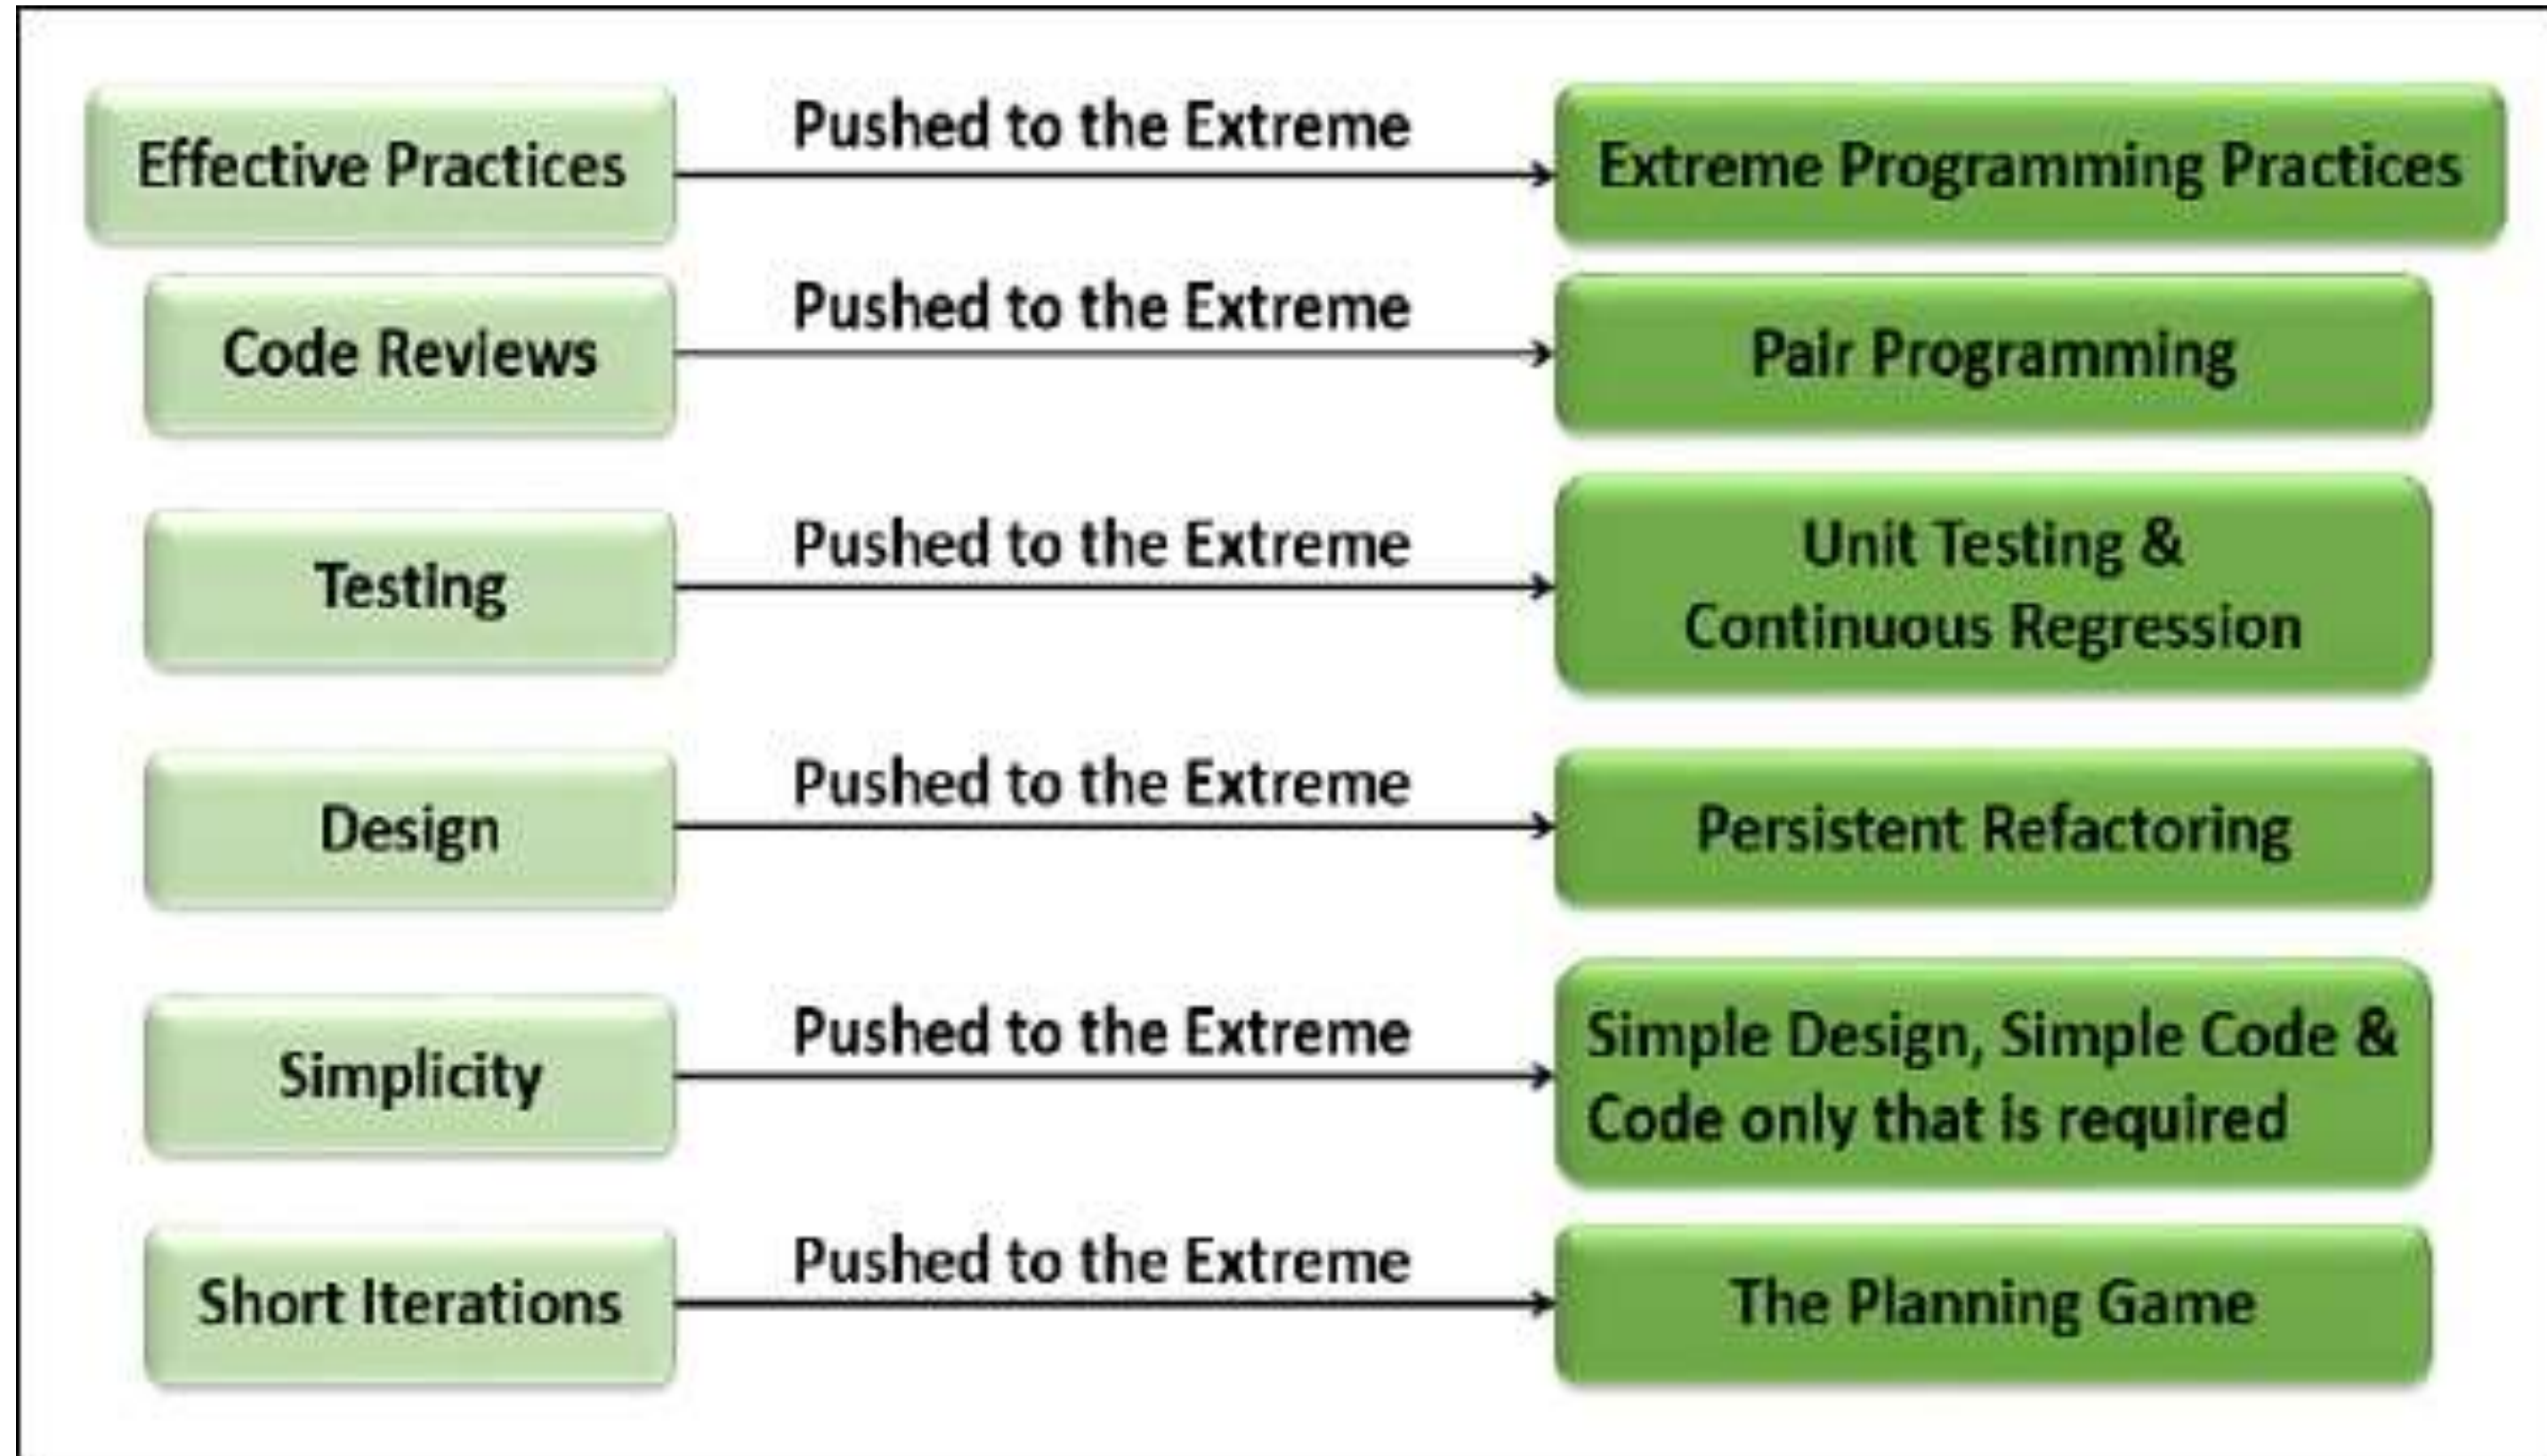 Effective Practices
Pushed to the Extreme
Extreme Programming Practices
Code Reviews
Pushed to the Extreme
Pair Programming
Testing
Pushed to the Extreme
Unit Testing &
Continuous Regression
Design
Pushed to the Extreme
Persistent Refactoring
Simplicity
Pushed to the Extreme
Simple Design, Simple Code &
Code only that is required
Short Iterations
Pushed to the Extreme
The Planning Game